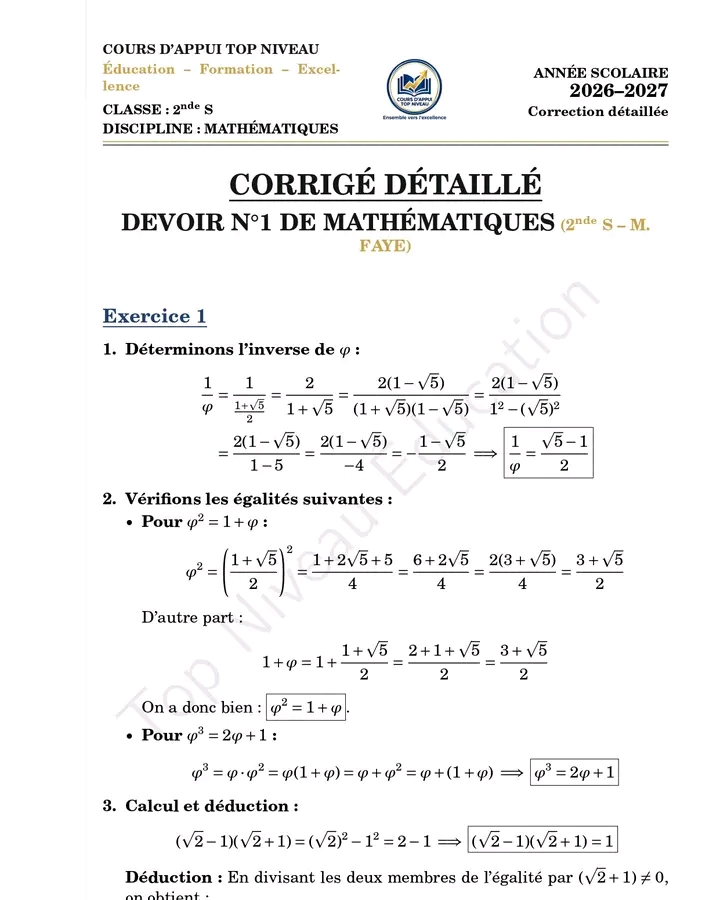 COURS D'APPUI TOP NIVEAU
Éducation – Formation – Excel-
lence
CLASSE : 2ⁿᵈᵉ S
DISCIPLINE : MATHÉMATIQUES
COURS D'APPUI
TOP NIVEAU
Ensemble vers l'excellence
ANNÉE SCOLAIRE
2026–2027
Correction détaillée
CORRIGÉ DÉTAILLÉ
DEVOIR N°1 DE MATHÉMATIQUES (2ⁿᵈᵉ S – M.
FAYE)
Exercice 1
1. Déterminons l'inverse de φ :
1/φ = 1/((1+√5)/2) = 2/(1+√5) = 2(1−√5)/((1+√5)(1−√5)) = 2(1−√5)/(1²−(√5)²)
= 2(1−√5)/(1−5) = 2(1−√5)/(−4) = −(1−√5)/2 ⟹ 1/φ = (√5−1)/2
2. Vérifions les égalités suivantes :
• Pour φ² = 1+φ :
φ² = ((1+√5)/2)² = (1+2√5+5)/4 = (6+2√5)/4 = 2(3+√5)/4 = (3+√5)/2
D'autre part :
1+φ = 1+(1+√5)/2 = (2+1+√5)/2 = (3+√5)/2
On a donc bien : φ² = 1+φ.
• Pour φ³ = 2φ+1 :
φ³ = φ·φ² = φ(1+φ) = φ+φ² = φ+(1+φ) ⟹ φ³ = 2φ+1
3. Calcul et déduction :
(√2−1)(√2+1) = (√2)²−1² = 2−1 ⟹ (√2−1)(√2+1) = 1
Déduction : En divisant les deux membres de l'égalité par (√2+1) ≠ 0,
on obtient :
Top Niveau Éducation